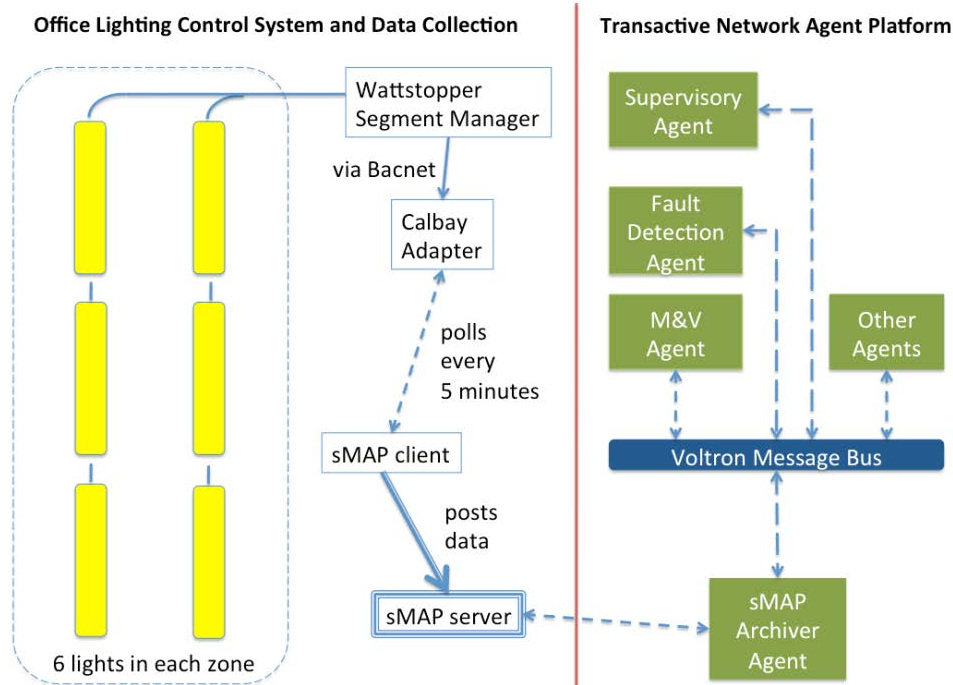 Office Lighting Control System and Data Collection
Wattstopper
Segment Manager
via Bacnet
Calbay
Adapter
polls
every
5 minutes
sMAP client
posts
data
sMAP server
6 lights in each zone
Transactive Network Agent Platform
Supervisory
Agent
Fault
Detection
Agent
M&V
Agent
Other
Agents
Voltron Message Bus
sMAP
Archiver
Agent